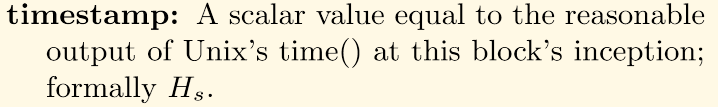 timestamp: A scalar value equal to the reasonable
output of Unix's time() at this block's inception;
formally Hₛ.